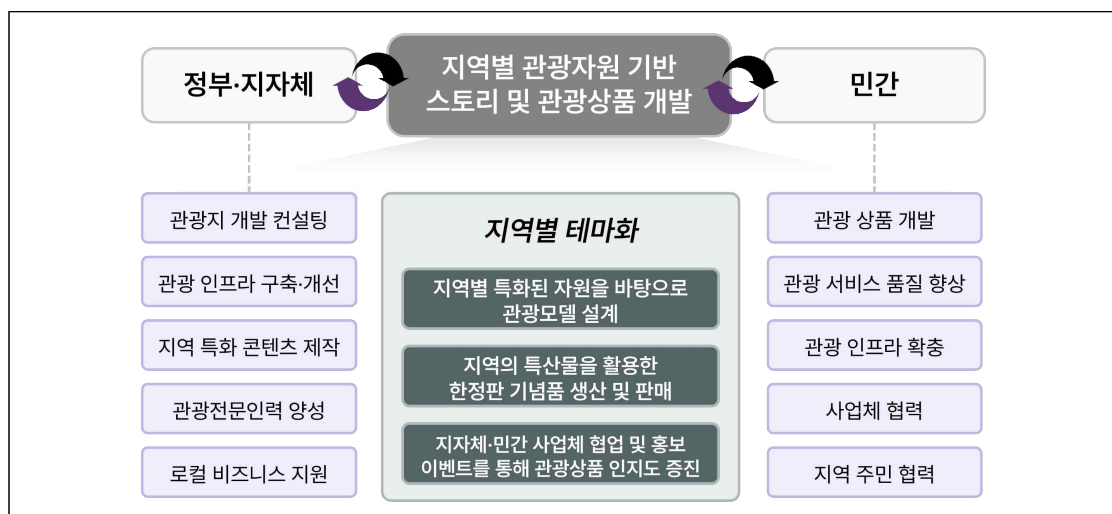 정부·지자체
지역별 관광자원 기반
스토리 및 관광상품 개발
민간
관광지 개발 컨설팅
관광 인프라 구축·개선
지역 특화 콘텐츠 제작
관광전문인력 양성
로컬 비즈니스 지원
지역별 테마화
지역별 특화된 자원을 바탕으로
관광모델 설계
지역의 특산물을 활용한
한정판 기념품 생산 및 판매
지자체·민간 사업체 협업 및 홍보
이벤트를 통해 관광상품 인지도 증진
관광 상품 개발
관광 서비스 품질 향상
관광 인프라 확충
사업체 협력
지역 주민 협력